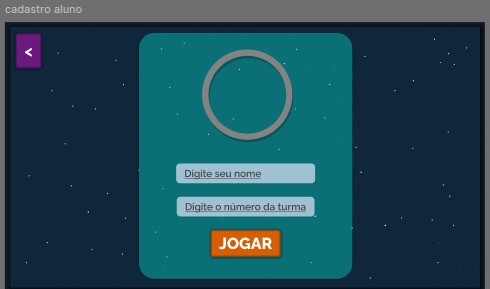 cadastro aluno
<
Digite seu nome
Digite o número da turma
JOGAR